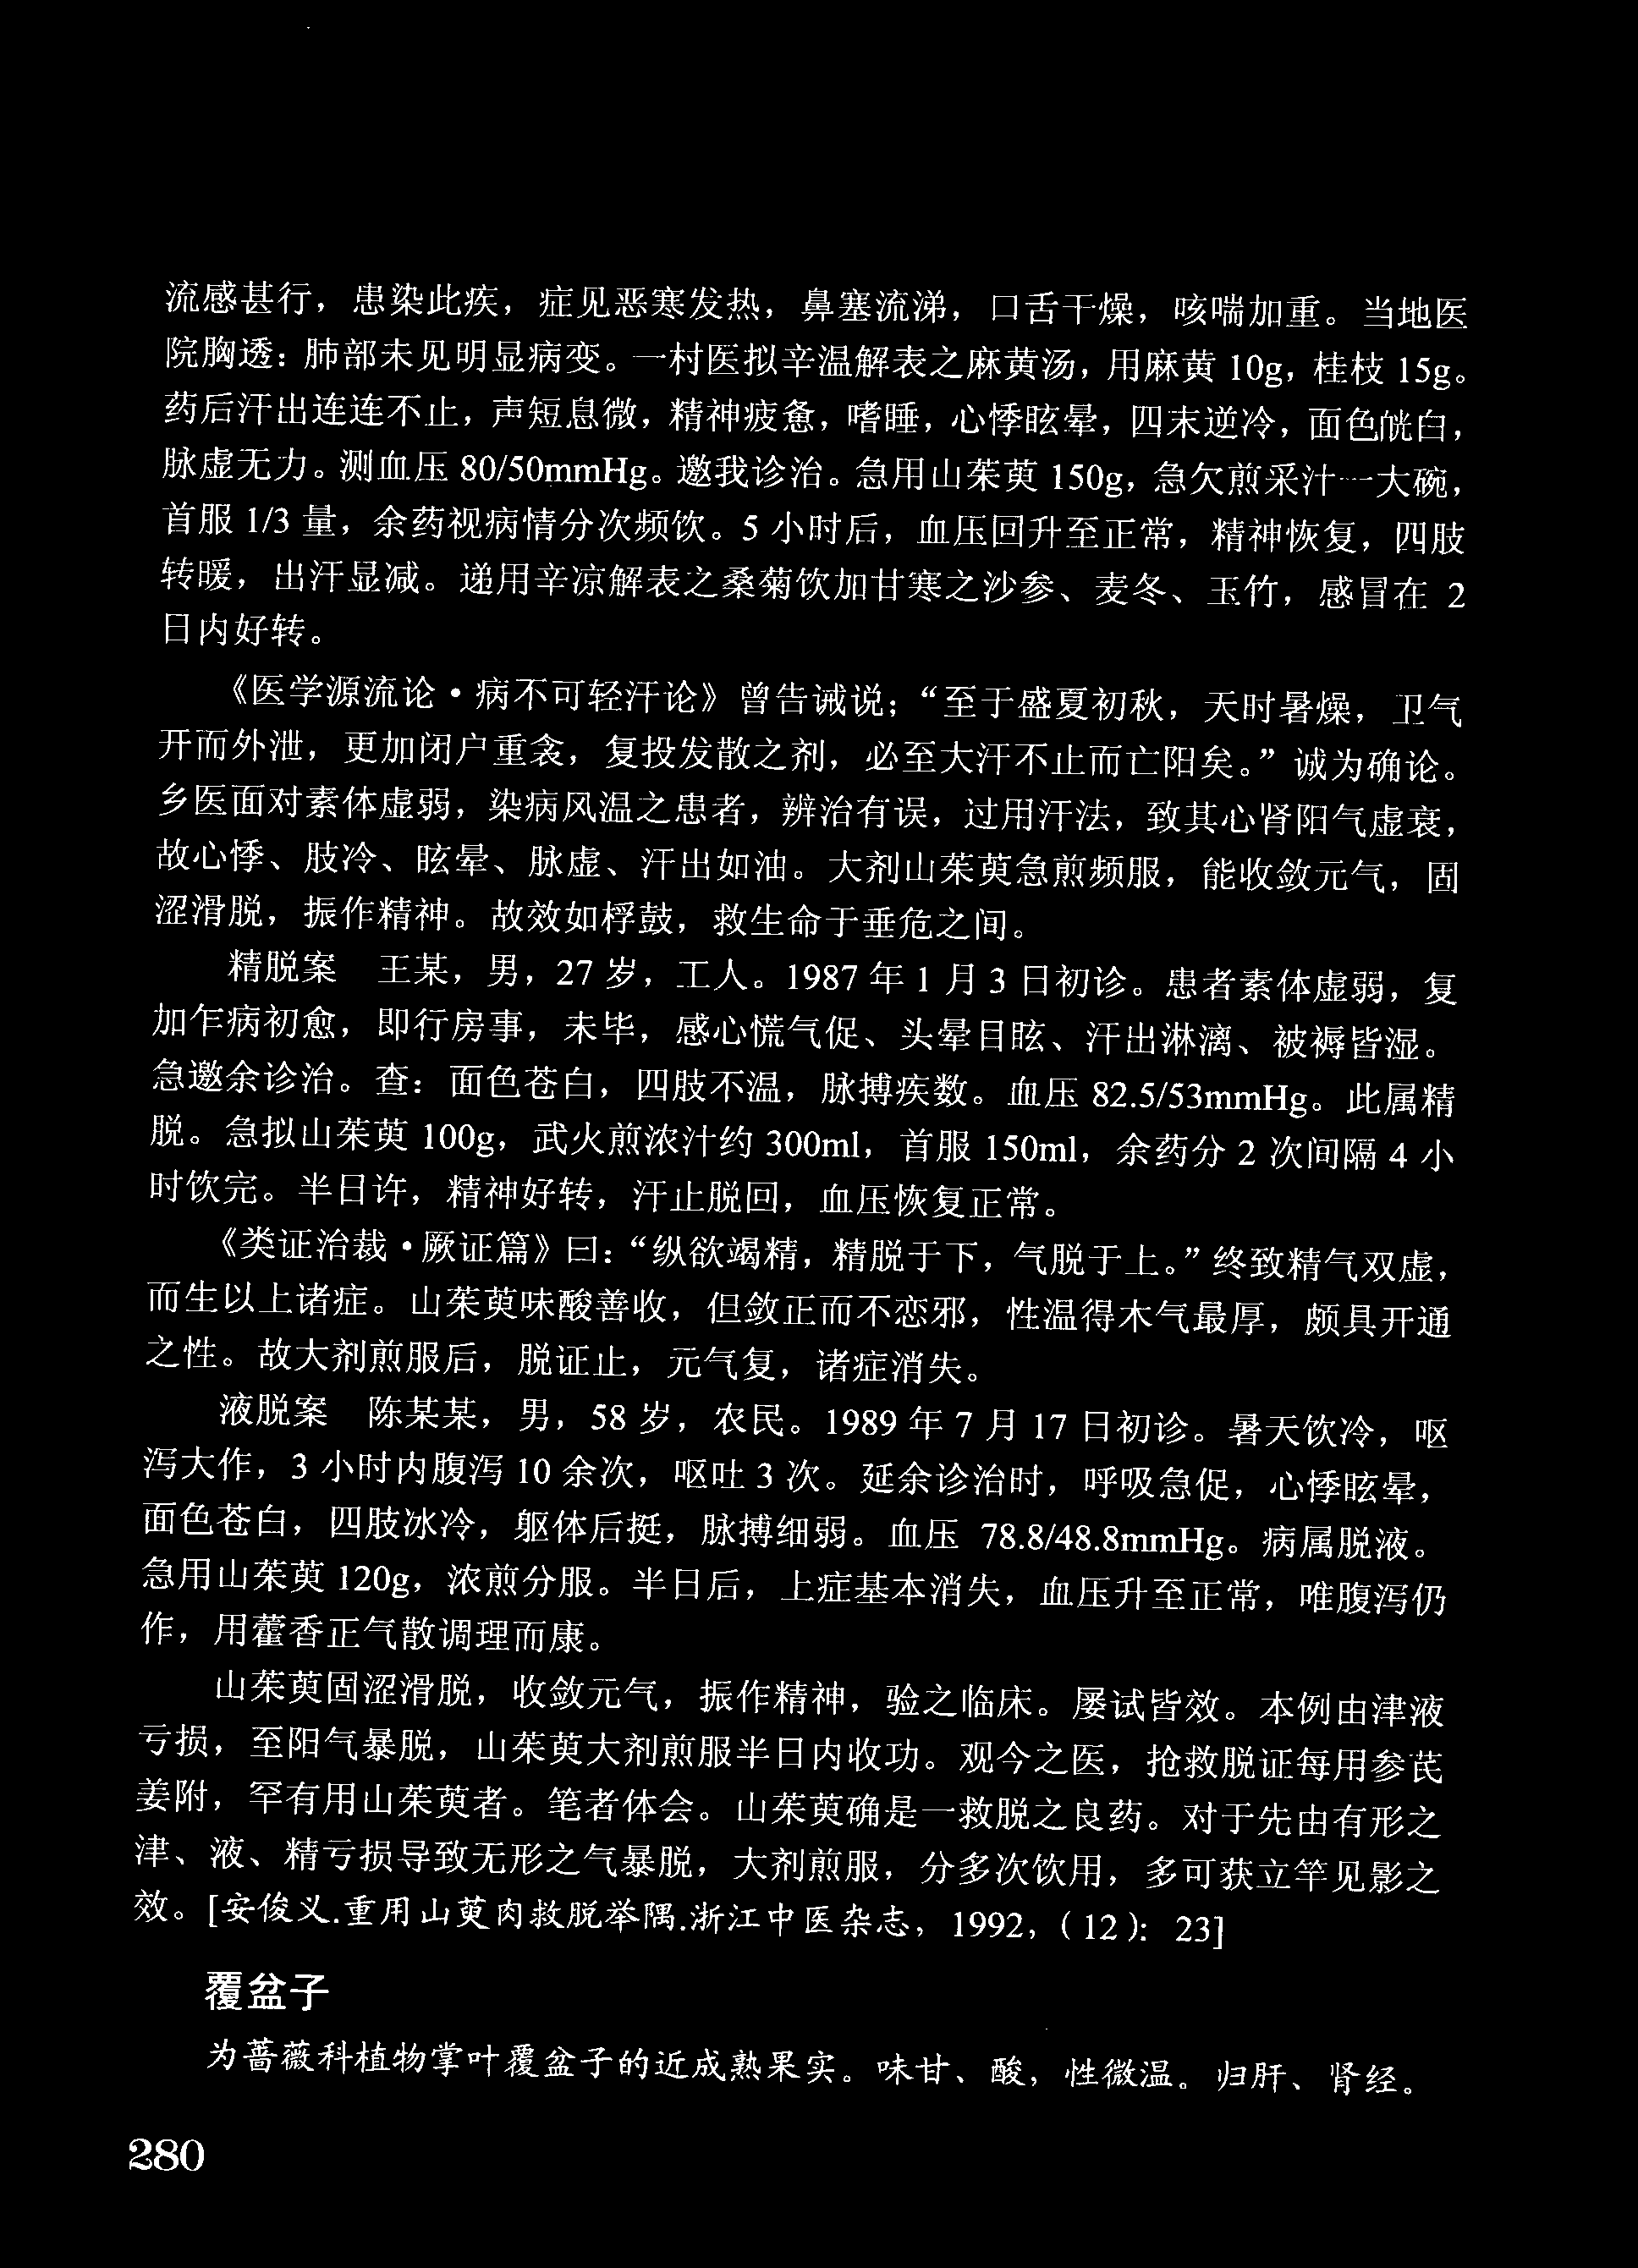 流感甚行，患染此疾，症见恶寒发热，鼻塞流涕，口舌干燥，咳喘加重。当地医
院胸透：肺部未见明显病变。一村医拟辛温解表之麻黄汤，用麻黄 10g，桂枝 15g。
药后汗出连连不止，声短息微，精神疲惫，嗜睡，心悸眩晕，四末逆冷，面色㿠白，
脉虚无力。测血压 80/50mmHg。邀我诊治。急用山茱萸 150g，急欠煎采汁一大碗，
首服 1/3 量，余药视病情分次频饮。5 小时后，血压回升至正常，精神恢复，四肢
转暖，出汗显减。递用辛凉解表之桑菊饮加甘寒之沙参、麦冬、玉竹，感冒在 2
日内好转。
《医学源流论·病不可轻汗论》曾告诫说；“至于盛夏初秋，天时暑燥，卫气
开而外泄，更加闭户重衾，复投发散之剂，必至大汗不止而亡阳矣。”诚为确论。
乡医面对素体虚弱，染病风温之患者，辨治有误，过用汗法，致其心肾阳气虚衰，
故心悸、肢冷、眩晕、脉虚、汗出如油。大剂山茱萸急煎频服，能收敛元气，固
涩滑脱，振作精神。故效如桴鼓，救生命于垂危之间。
精脱案　王某，男，27 岁，工人。1987 年 1 月 3 日初诊。患者素体虚弱，复
加乍病初愈，即行房事，未毕，感心慌气促、头晕目眩、汗出淋漓、被褥皆湿。
急邀余诊治。查：面色苍白，四肢不温，脉搏疾数。血压 82.5/53mmHg。此属精
脱。急拟山茱萸 100g，武火煎浓汁约 300ml，首服 150ml，余药分 2 次间隔 4 小
时饮完。半日许，精神好转，汗止脱回，血压恢复正常。
《类证治裁·厥证篇》曰：“纵欲竭精，精脱于下，气脱于上。”终致精气双虚，
而生以上诸症。山茱萸味酸善收，但敛正而不恋邪，性温得木气最厚，颇具开通
之性。故大剂煎服后，脱证止，元气复，诸症消失。
液脱案　陈某某，男，58 岁，农民。1989 年 7 月 17 日初诊。暑天饮冷，呕
泻大作，3 小时内腹泻 10 余次，呕吐 3 次。延余诊治时，呼吸急促，心悸眩晕，
面色苍白，四肢冰冷，躯体后挺，脉搏细弱。血压 78.8/48.8mmHg。病属脱液。
急用山茱萸 120g，浓煎分服。半日后，上症基本消失，血压升至正常，唯腹泻仍
作，用藿香正气散调理而康。
山茱萸固涩滑脱，收敛元气，振作精神，验之临床。屡试皆效。本例由津液
亏损，至阳气暴脱，山茱萸大剂煎服半日内收功。观今之医，抢救脱证每用参芪
姜附，罕有用山茱萸者。笔者体会。山茱萸确是一救脱之良药。对于先由有形之
津、液、精亏损导致无形之气暴脱，大剂煎服，分多次饮用，多可获立竿见影之
效。[安俊义.重用山萸肉救脱举隅.浙江中医杂志，1992，（12）：23]
覆盆子
为蔷薇科植物掌叶覆盆子的近成熟果实。味甘、酸，性微温。归肝、肾经。
280